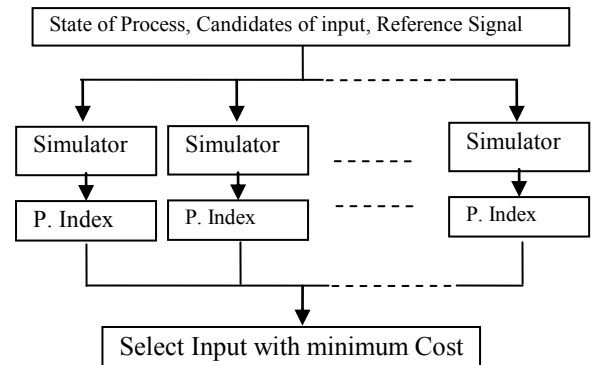 State of Process, Candidates of input, Reference Signal
Simulator
Simulator
Simulator
P. Index
P. Index
P. Index
Select Input with minimum Cost